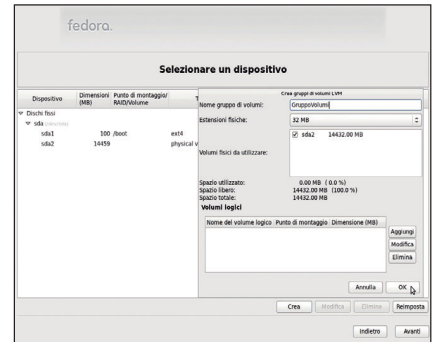 fedora.
Selezionare un dispositivo
Dispositivo
Dimensioni (MB)
Punto di montaggio/ RAID/Volume
T
Dischi fissi
sda
sda1 100 /boot ext4
sda2 14459 physical v
Crea gruppi di volumi LVM
Nome gruppo di volumi: GruppoVolumi
Estensioni fisiche: 32 MB
Volumi fisici da utilizzare:
sda2 14432.00 MB
Spazio utilizzato: 0.00 MB ( 0.0 %)
Spazio libero: 14432.00 MB (100.0 %)
Spazio totale: 14432.00 MB
Volumi logici
Nome del volume logico Punto di montaggio Dimensione (MB)
Aggiungi
Modifica
Elimina
Annulla OK
Crea Modifica Elimina Reimposta
Indietro Avanti